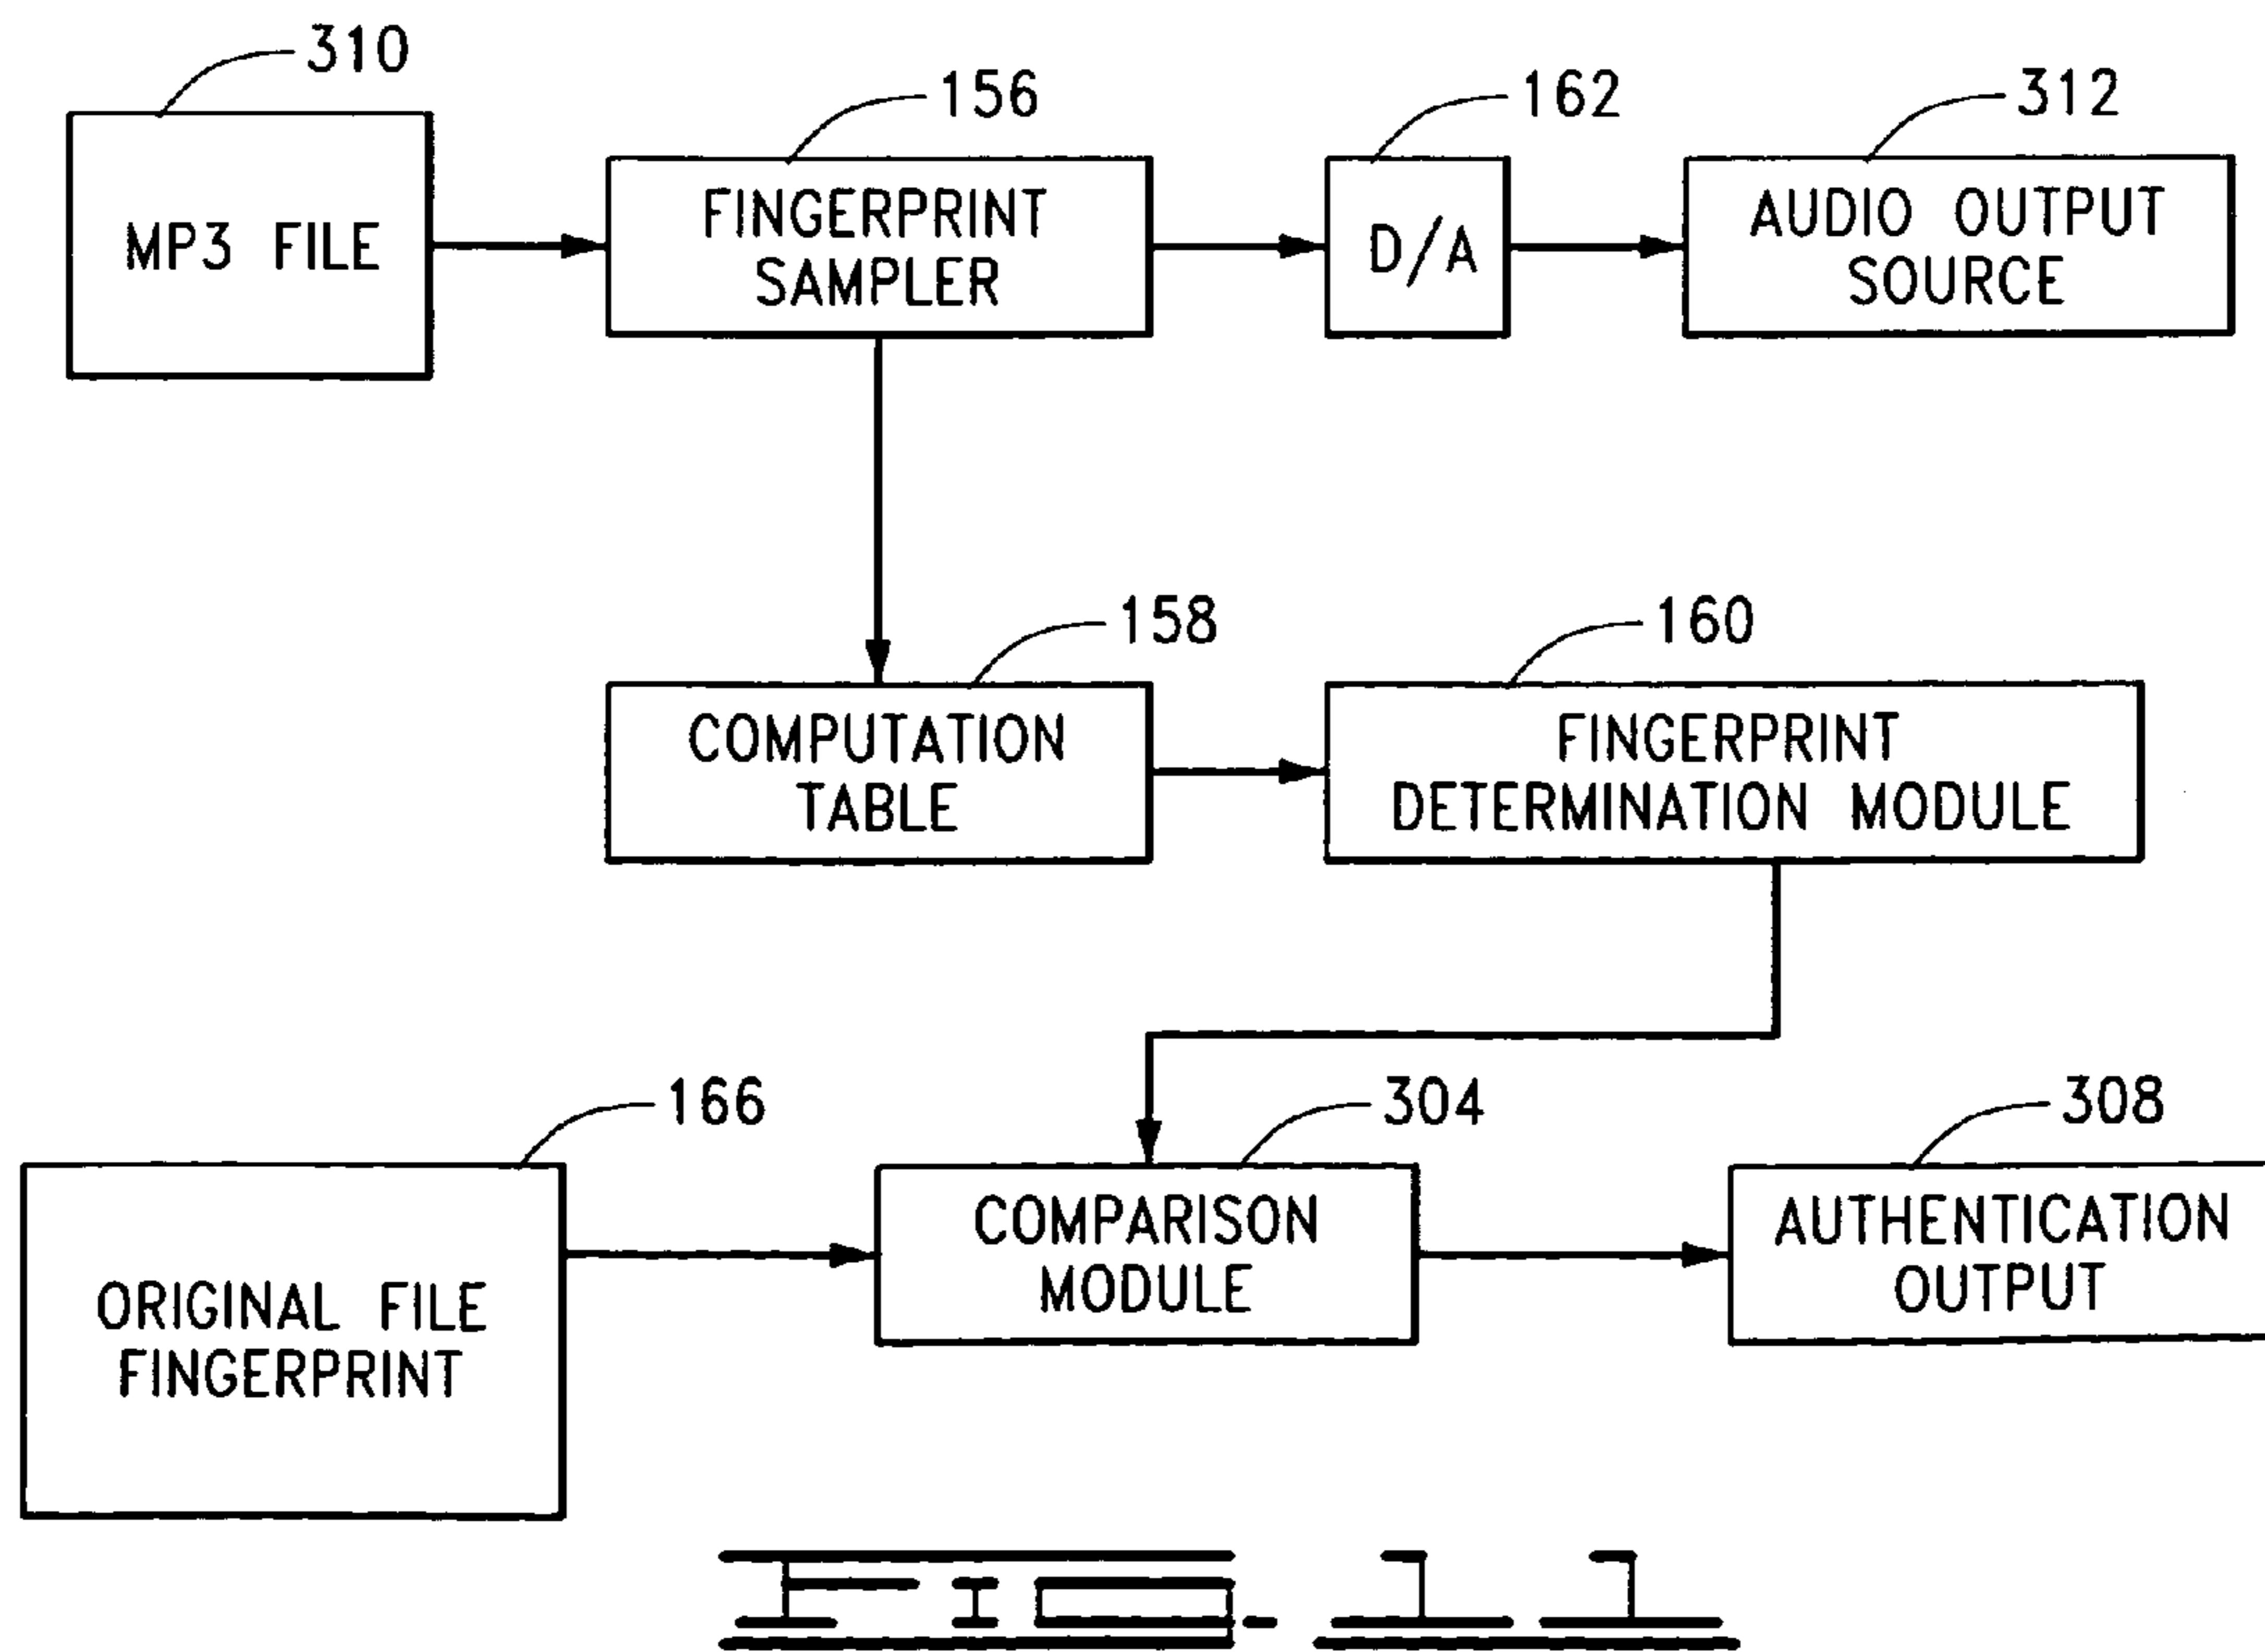 310
156
162
312
MP3 FILE
FINGERPRINT
SAMPLER
D/A
AUDIO OUTPUT
SOURCE
158
160
COMPUTATION
TABLE
FINGERPRINT
DETERMINATION MODULE
166
304
308
ORIGINAL FILE
FINGERPRINT
COMPARISON
MODULE
AUTHENTICATION
OUTPUT
Fig. 11